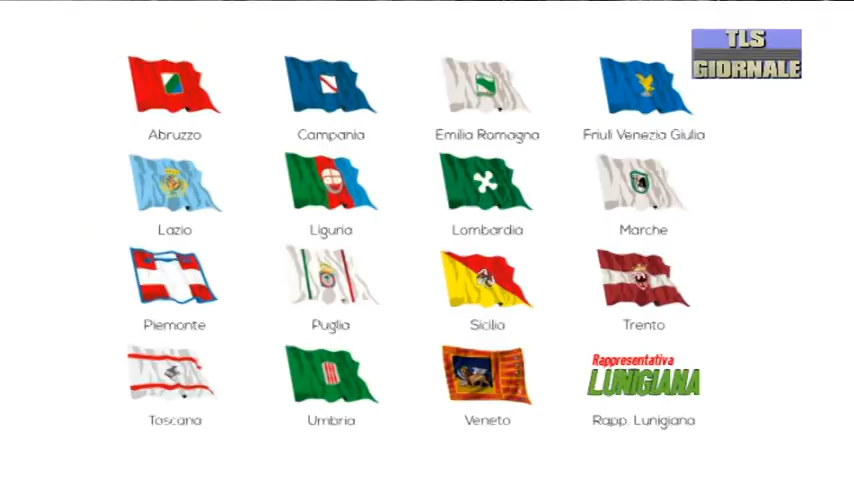 TLS
GIORNALE
Abruzzo
Campania
Emilia Romagna
Friuli Venezia Giulia
Lazio
Liguria
Lombardia
Marche
Piemonte
Puglia
Sicilia
Trento
Toscana
Umbria
Veneto
Rappresentativa
LUNIGIANA
Rapp. Lunigiana